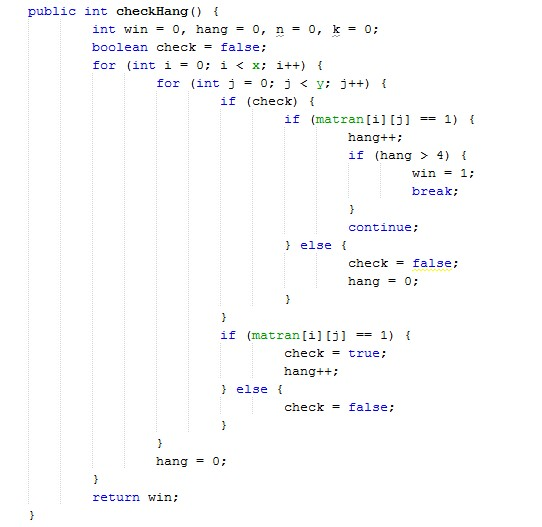 public int checkHang() {
int win = 0, hang = 0, n = 0, k = 0;
boolean check = false;
for (int i = 0; i < x; i++) {
for (int j = 0; j < y; j++) {
if (check) {
if (matran[i][j] == 1) {
hang++;
if (hang > 4) {
win = 1;
break;
}
continue;
} else {
check = false;
hang = 0;
}
}
if (matran[i][j] == 1) {
check = true;
hang++;
} else {
check = false;
}
}
hang = 0;
}
return win;
}